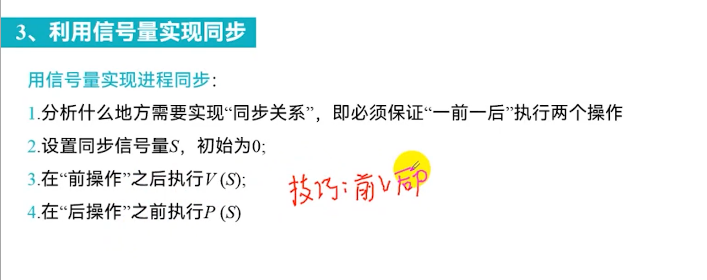 3、利用信号量实现同步
用信号量实现进程同步：
1.分析什么地方需要实现“同步关系”，即必须保证“一前一后”执行两个操作
2.设置同步信号量S，初始为0;
3.在“前操作”之后执行V (S);
技巧：前V后P
4.在“后操作”之前执行P (S)